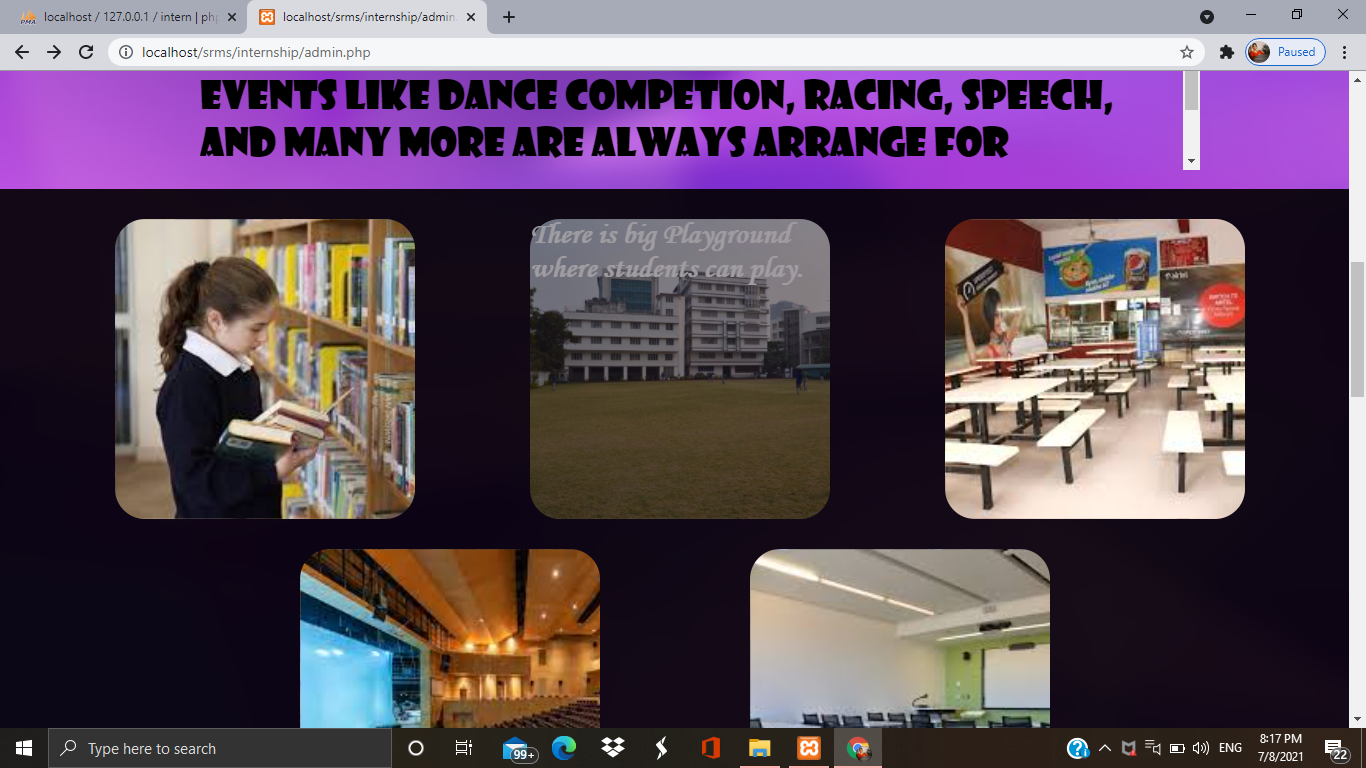 localhost / 127.0.0.1 / intern | php
localhost/srms/internship/admin.
localhost/srms/internship/admin.php
Paused
EVENTS LIKE DANCE COMPETION, RACING, SPEECH,
AND MANY MORE ARE ALWAYS ARRANGE FOR
There is big Playground
where students can play.
Type here to search
99+
ENG
8:17 PM
7/8/2021
22